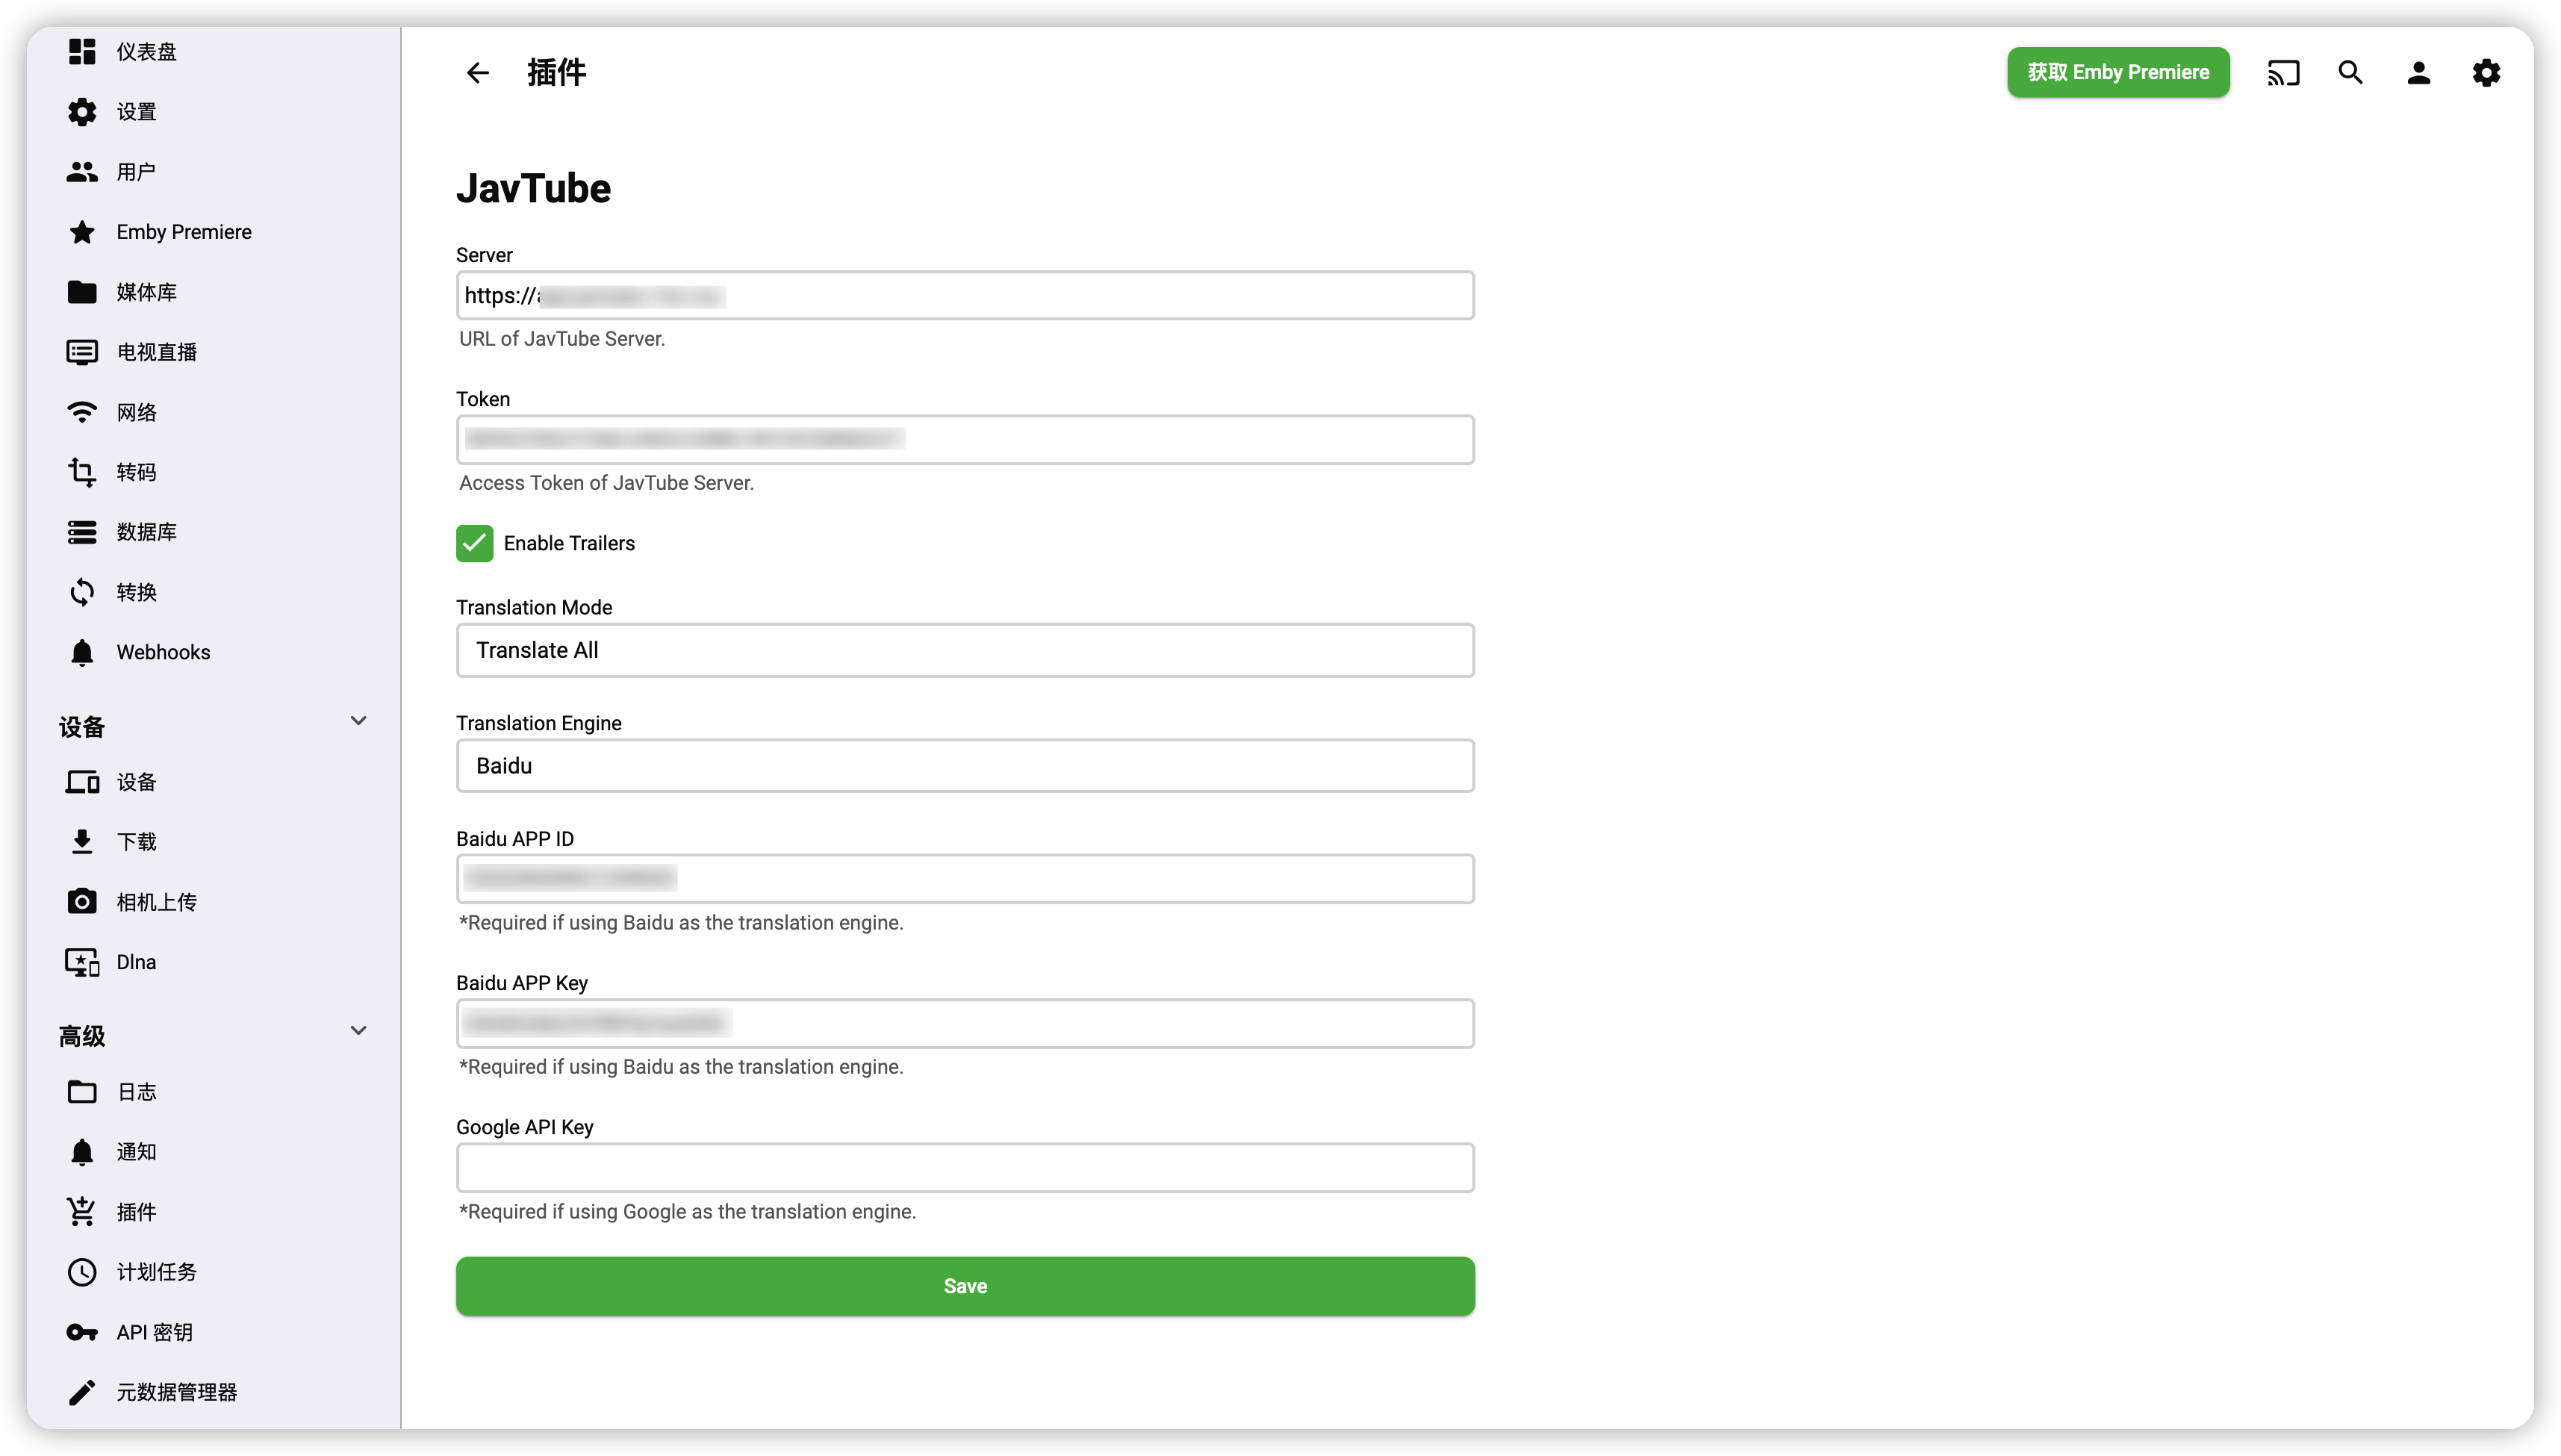 仪表盘
设置
用户
Emby Premiere
媒体库
电视直播
网络
转码
数据库
转换
Webhooks
设备
设备
下载
相机上传
Dlna
高级
日志
通知
插件
计划任务
API 密钥
元数据管理器
插件
获取 Emby Premiere
JavTube
Server
https://
URL of JavTube Server.
Token
Access Token of JavTube Server.
Enable Trailers
Translation Mode
Translate All
Translation Engine
Baidu
Baidu APP ID
*Required if using Baidu as the translation engine.
Baidu APP Key
*Required if using Baidu as the translation engine.
Google API Key
*Required if using Google as the translation engine.
Save